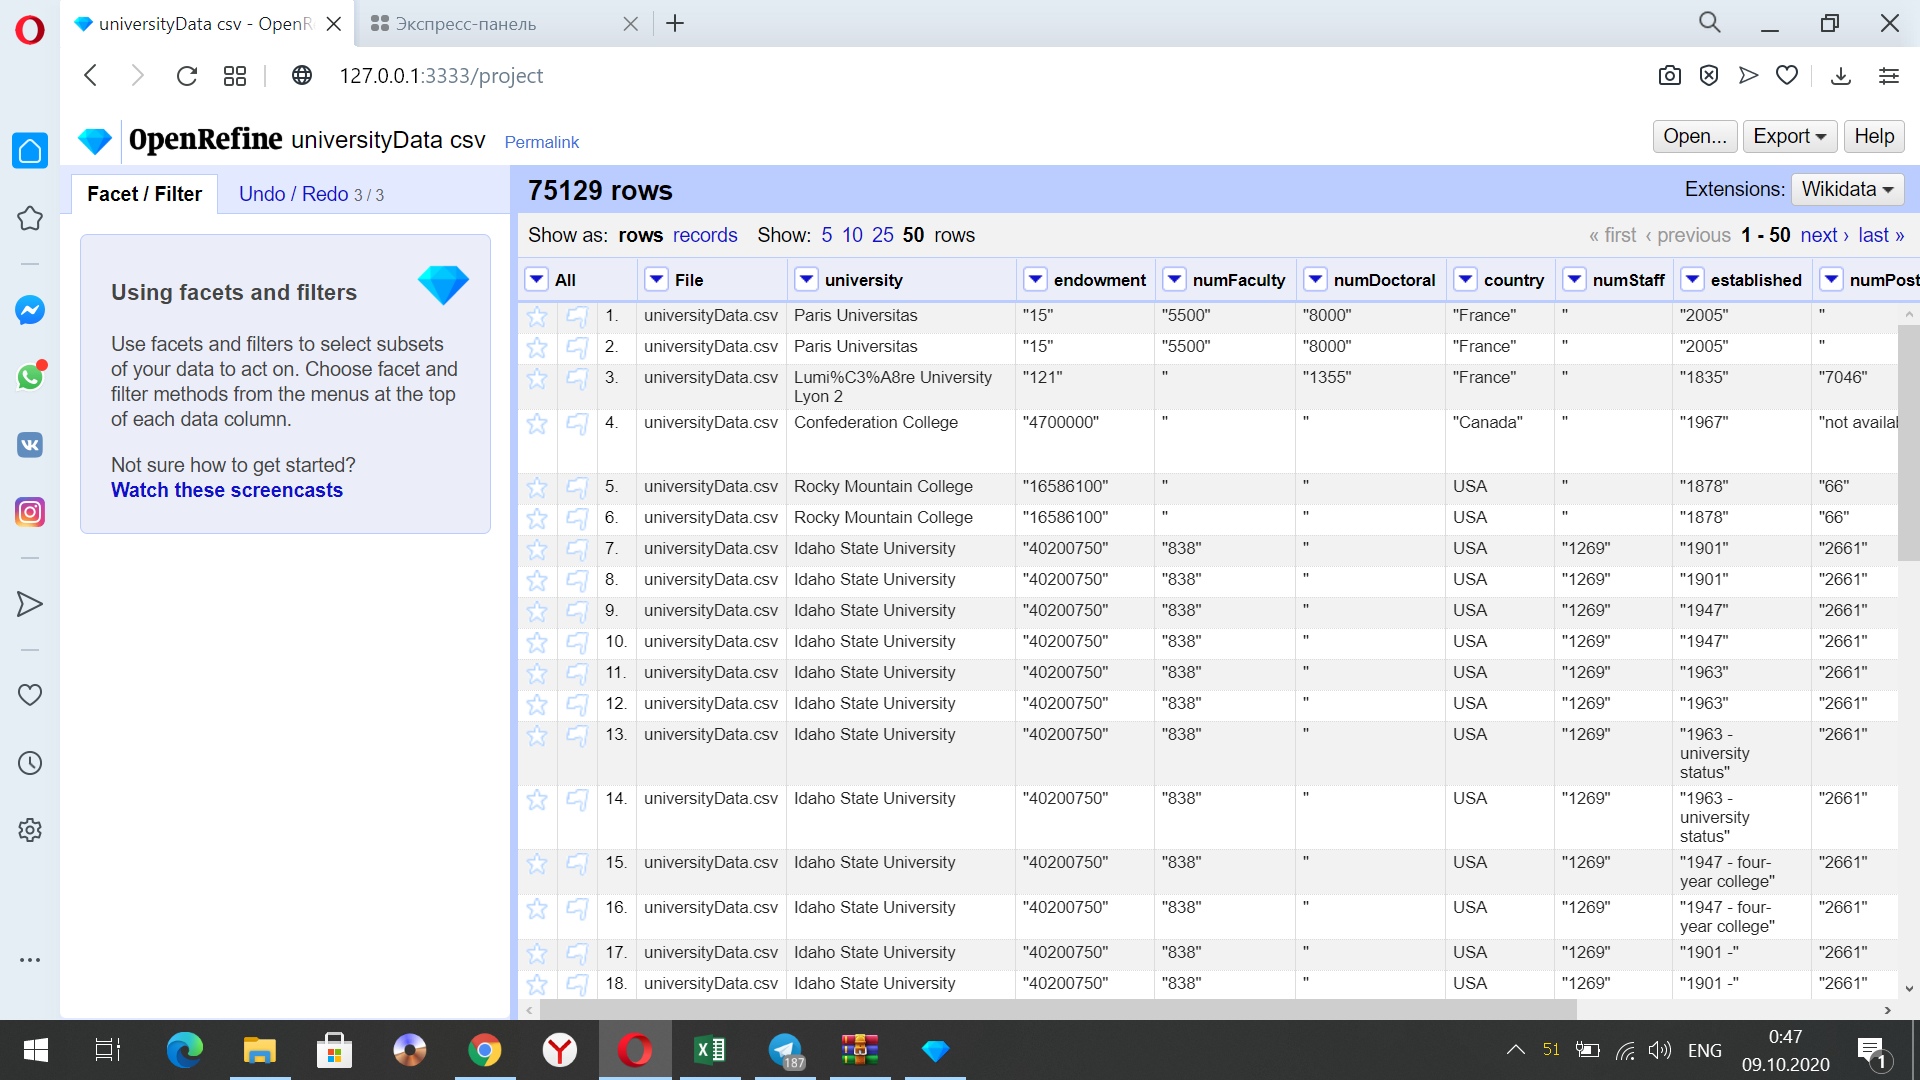 universityData csv - OpenR
Экспресс-панель
127.0.0.1:3333/project
OpenRefine universityData csv Permalink
Open... Export Help
Facet / Filter Undo / Redo 3 / 3
75129 rows
Extensions: Wikidata
Show as: rows records Show: 5 10 25 50 rows
« first ‹ previous 1 - 50 next › last »
Using facets and filters
Use facets and filters to select subsets
of your data to act on. Choose facet and
filter methods from the menus at the top
of each data column.
Not sure how to get started?
Watch these screencasts
All File university endowment numFaculty numDoctoral country numStaff established numPost
1. universityData.csv Paris Universitas "15" "5500" "8000" "France" " "2005" "
2. universityData.csv Paris Universitas "15" "5500" "8000" "France" " "2005" "
3. universityData.csv Lumi%C3%A8re University "121" " "1355" "France" " "1835" "7046"
Lyon 2
4. universityData.csv Confederation College "4700000" " " "Canada" " "1967" "not availa
5. universityData.csv Rocky Mountain College "16586100" " " USA " "1878" "66"
6. universityData.csv Rocky Mountain College "16586100" " " USA " "1878" "66"
7. universityData.csv Idaho State University "40200750" "838" " USA "1269" "1901" "2661"
8. universityData.csv Idaho State University "40200750" "838" " USA "1269" "1901" "2661"
9. universityData.csv Idaho State University "40200750" "838" " USA "1269" "1947" "2661"
10. universityData.csv Idaho State University "40200750" "838" " USA "1269" "1947" "2661"
11. universityData.csv Idaho State University "40200750" "838" " USA "1269" "1963" "2661"
12. universityData.csv Idaho State University "40200750" "838" " USA "1269" "1963" "2661"
13. universityData.csv Idaho State University "40200750" "838" " USA "1269" "1963 - "2661"
university
status"
14. universityData.csv Idaho State University "40200750" "838" " USA "1269" "1963 - "2661"
university
status"
15. universityData.csv Idaho State University "40200750" "838" " USA "1269" "1947 - four- "2661"
year college"
16. universityData.csv Idaho State University "40200750" "838" " USA "1269" "1947 - four- "2661"
year college"
17. universityData.csv Idaho State University "40200750" "838" " USA "1269" "1901 -" "2661"
18. universityData.csv Idaho State University "40200750" "838" " USA "1269" "1901 -" "2661"
187
51
ENG
0:47
09.10.2020
1